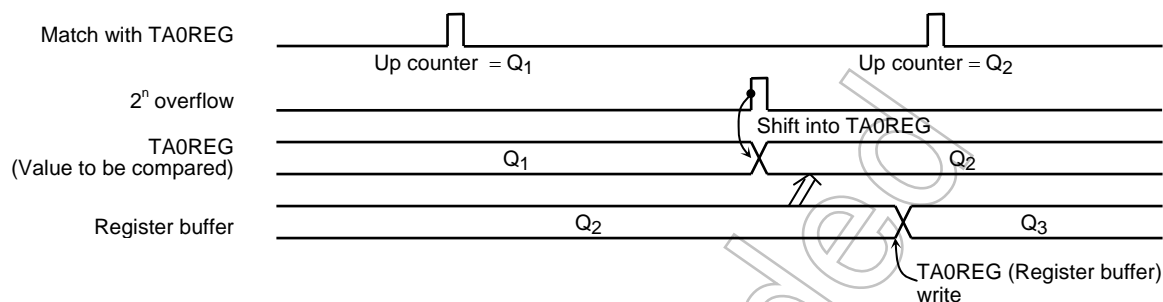 Match with TA0REG
Up counter = Q1
Up counter = Q2
2n overflow
Shift into TA0REG
TA0REG
(Value to be compared)
Q1
Q2
Register buffer
Q2
Q3
TA0REG (Register buffer)
write